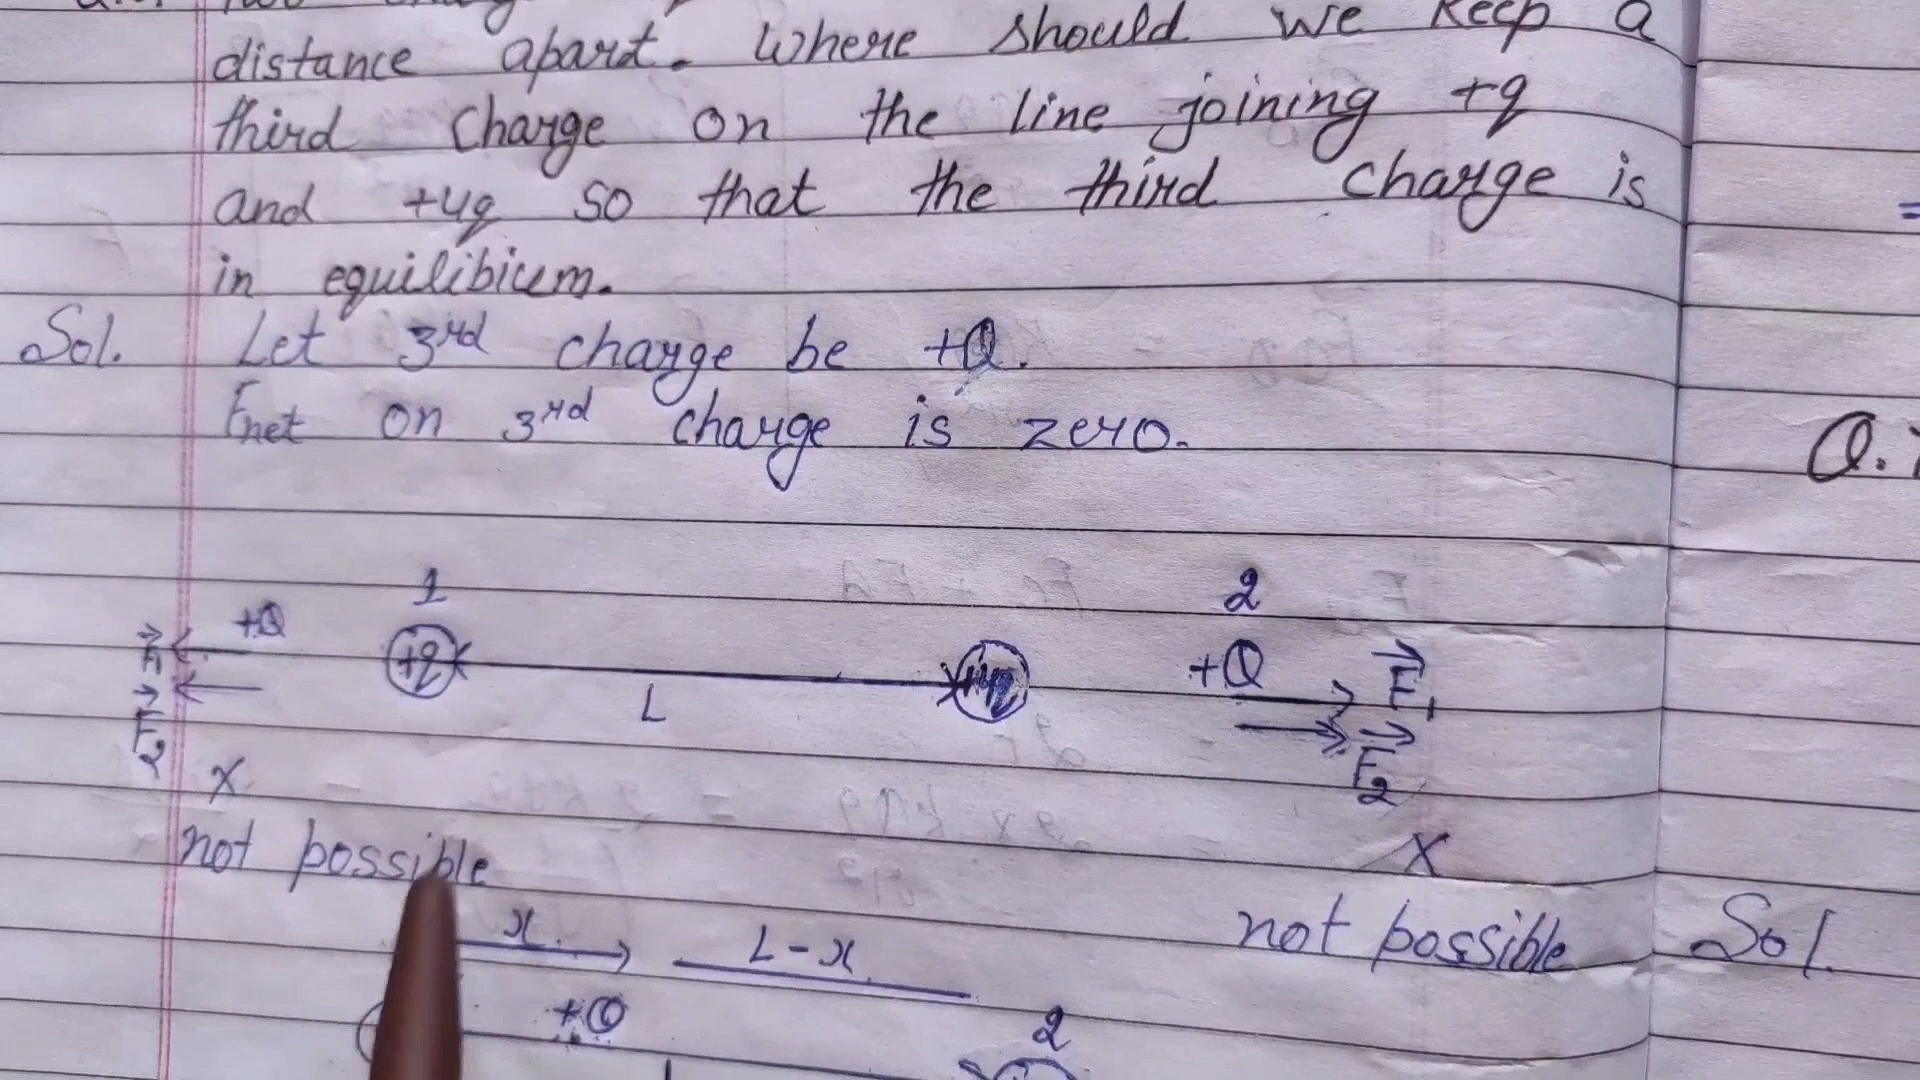 distance apart. Where should we keep a
third charge on the line joining +q
and +4q so that the third charge is
in equilibium.
Sol. Let 3rd charge be +Q.
Fnet on 3rd charge is zero.
Q.
1 2
+Q +q +Q F₁
F₁ L
F₂ F₂
X X
not possible
not possible Sol.
x L-x
+Q 2